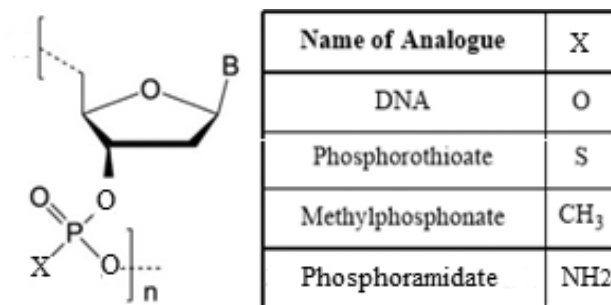 B
O
O
O
P
X
O
n
Name of Analogue X
DNA O
Phosphorothioate S
Methylphosphonate CH₃
Phosphoramidate NH2